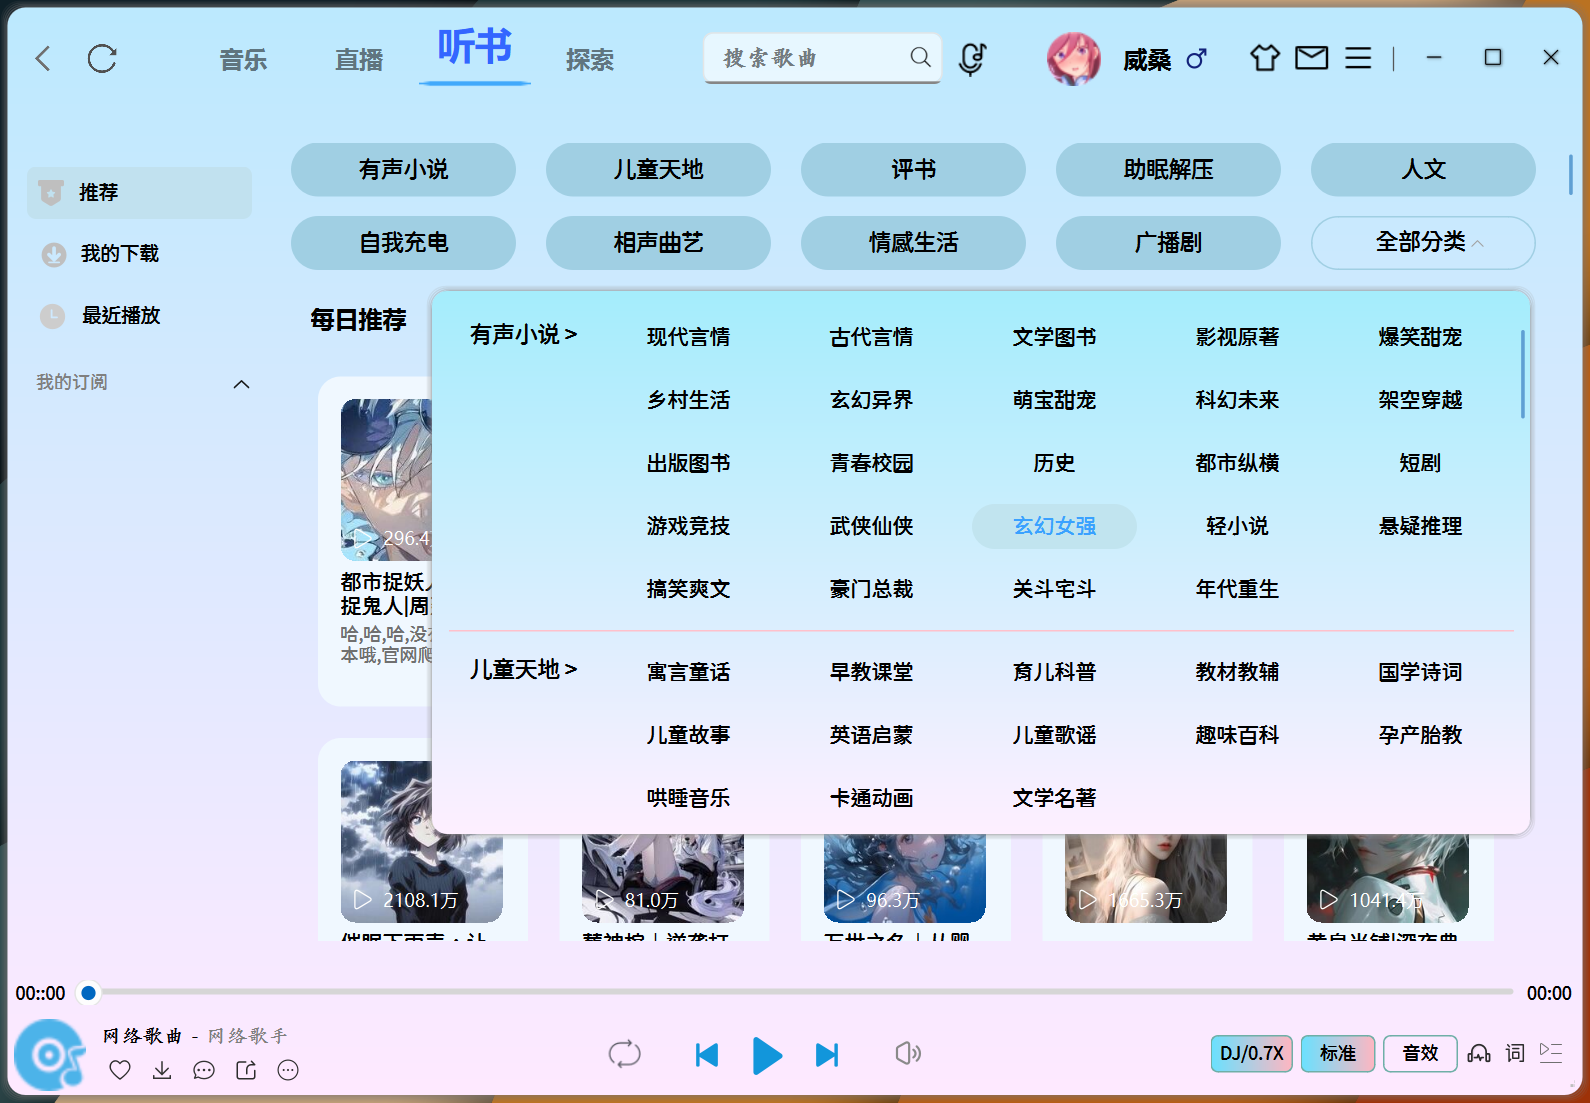 音乐 直播 听书 探索 搜索歌曲 威桑
推荐
我的下载
最近播放
我的订阅
有声小说 儿童天地 评书 助眠解压 人文
自我充电 相声曲艺 情感生活 广播剧 全部分类
每日推荐
296.4
都市捉妖人
捉鬼人|周
哈,哈,哈,没有
本哦,官网爬
有声小说 > 现代言情 古代言情 文学图书 影视原著 爆笑甜宠
乡村生活 玄幻异界 萌宝甜宠 科幻未来 架空穿越
出版图书 青春校园 历史 都市纵横 短剧
游戏竞技 武侠仙侠 玄幻女强 轻小说 悬疑推理
搞笑爽文 豪门总裁 关斗宅斗 年代重生
儿童天地 > 寓言童话 早教课堂 育儿科普 教材教辅 国学诗词
儿童故事 英语启蒙 儿童歌谣 趣味百科 孕产胎教
哄睡音乐 卡通动画 文学名著
2108.1万 81.0万 96.3万 1665.3万 1041.4万
00::00 00:00
网络歌曲 - 网络歌手
DJ/0.7X 标准 音效 词